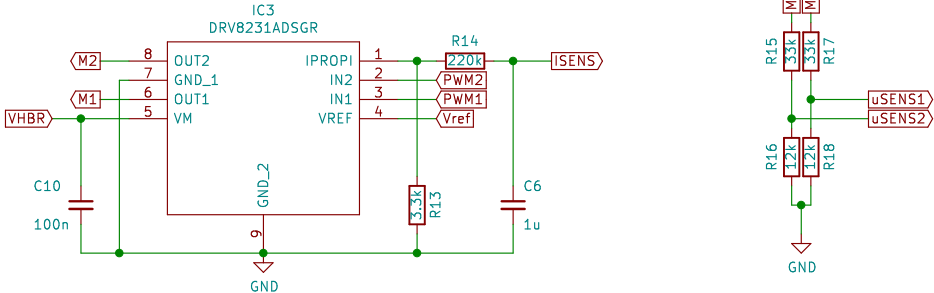 IC3
DRV8231ADSGR
M2 8 OUT2 IPROPI 1 R14 220k ISENS
7 GND_1 IN2 2 PWM2
M1 6 OUT1 IN1 3 PWM1
VHBR 5 VM VREF 4 Vref
GND_2
9
C10
100n
3.3k R13
C6
1u
GND
M M
R15 33k 33k R17
uSENS1
uSENS2
R16 12k 12k R18
GND